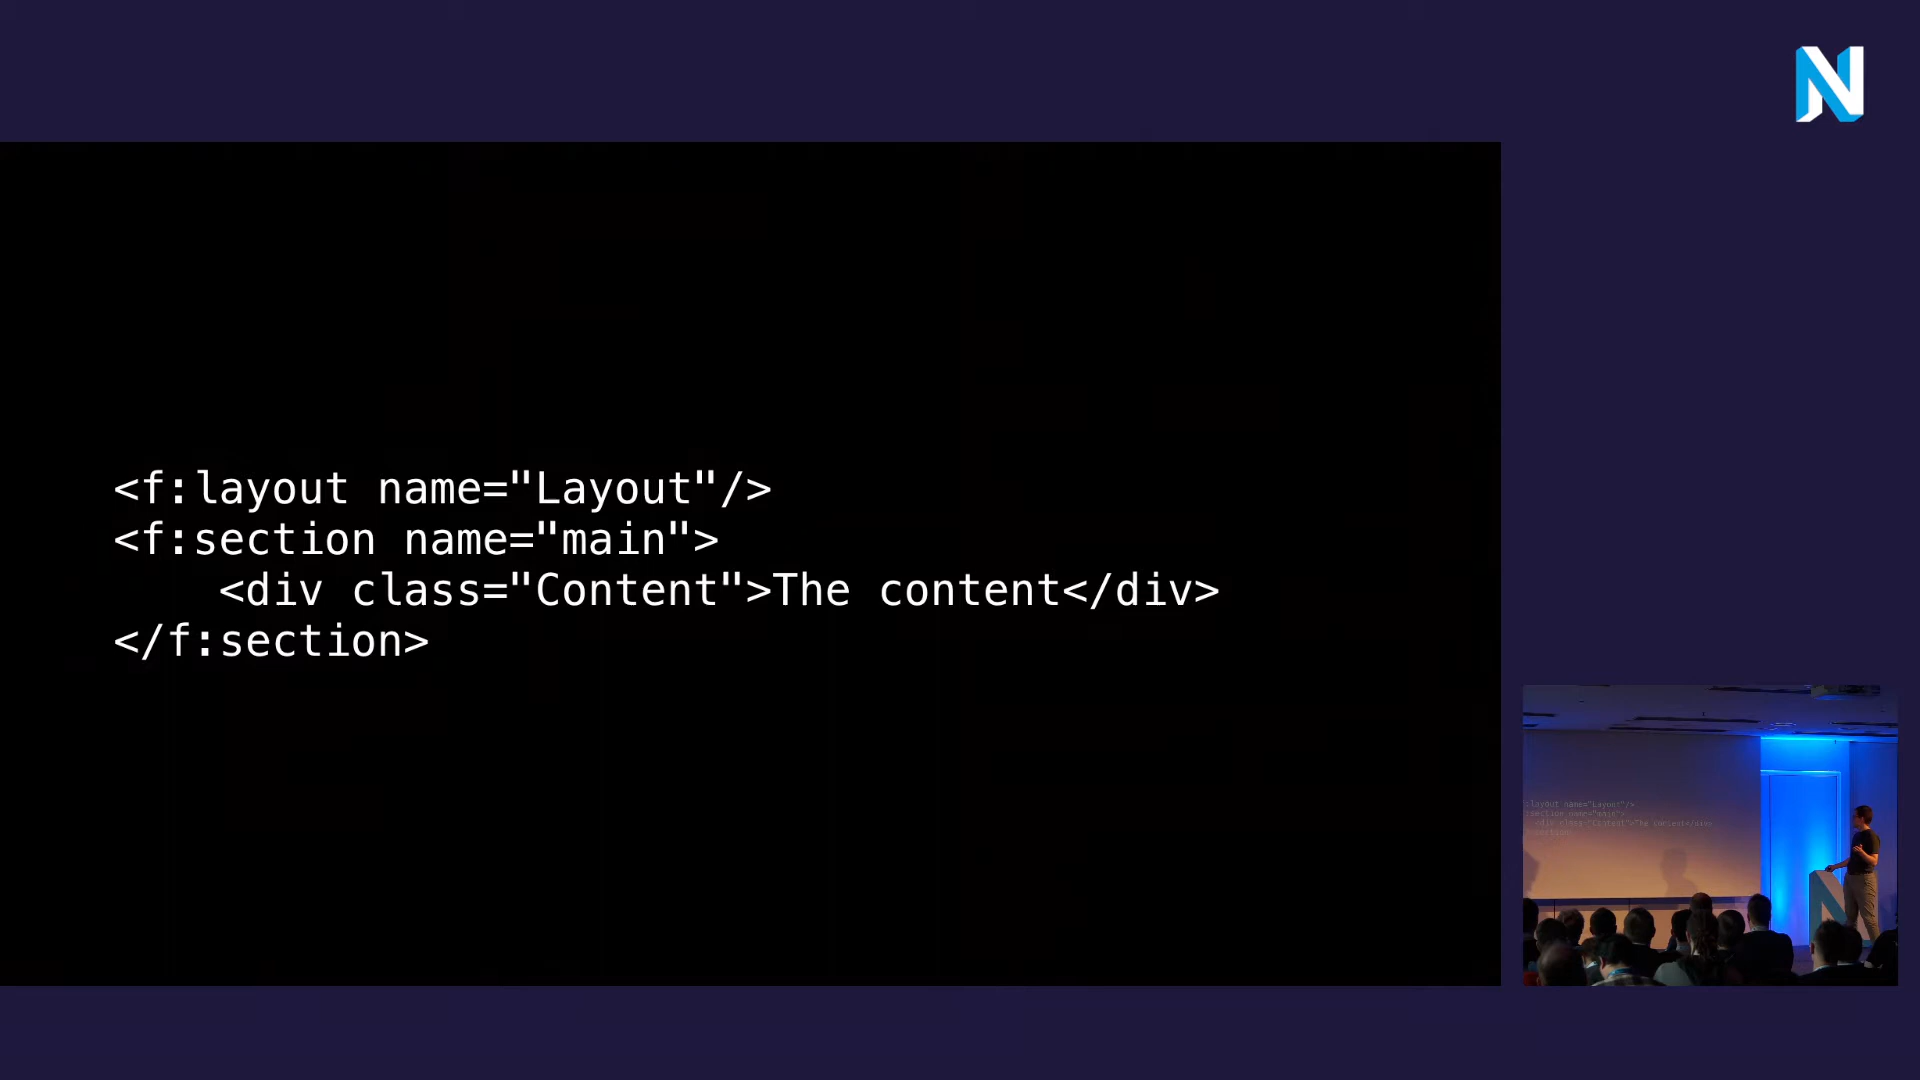 <f:layout name="Layout"/>
<f:section name="main">
    <div class="Content">The content</div>
</f:section>
N